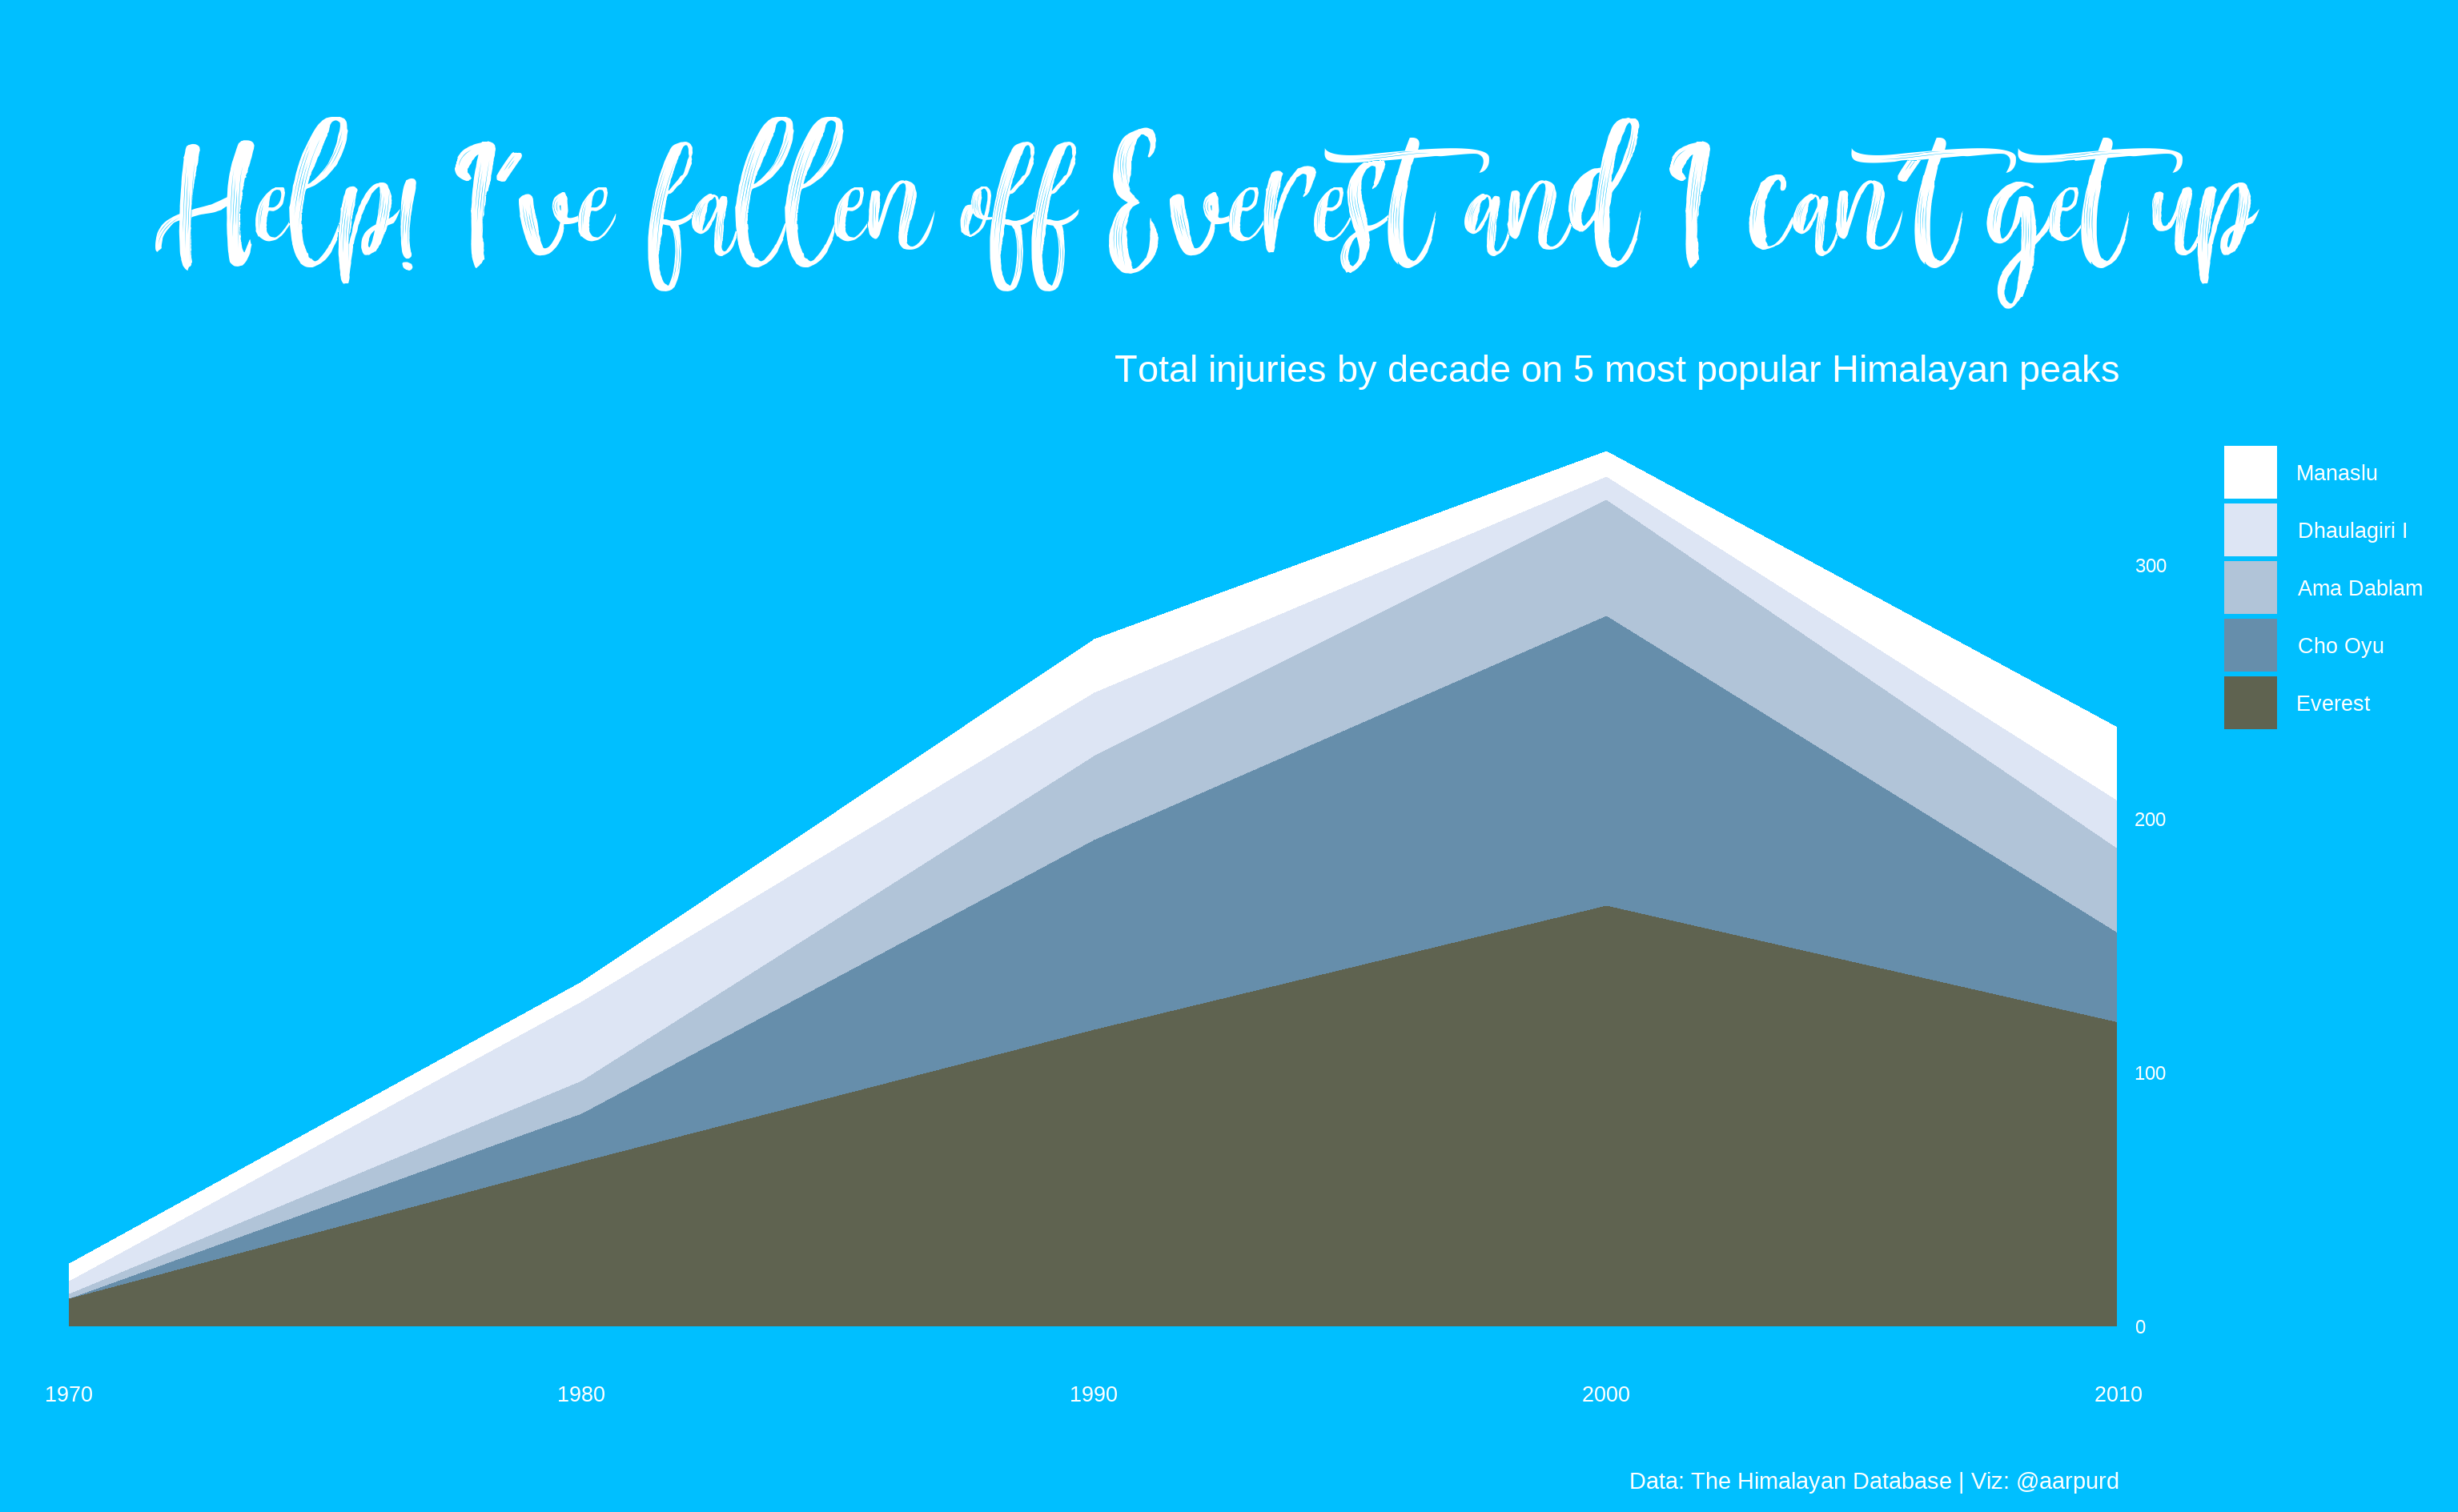 Help! I've fallen off Everest and I can't get up
Total injuries by decade on 5 most popular Himalayan peaks
Manaslu
Dhaulagiri I
Ama Dablam
Cho Oyu
Everest
300
200
100
0
1970 1980 1990 2000 2010
Data: The Himalayan Database | Viz: @aarpurd